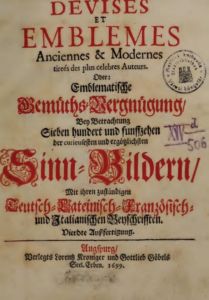 DEVISES
ET
EMBLEMES
Anciennes & Modernes
tirées des plus celebres Auteurs.
Oder:
Emblematische
Gemüths-Vergnügung/
Bey Betrachtung
Sieben hundert und funffzehen
der curieusesten und ergötzlichsten
Sinn-Bildern/
Mit ihren zuständigen
Teutsch-Lateinisch-Französisch-
und Italianischen Beyschrifften.
Vierdte Aufffertigung.
Augspurg/
Verlegts Lorentz Kroniger und Gottlieb Göbels
Seel. Erben. 1699.
XII d
506